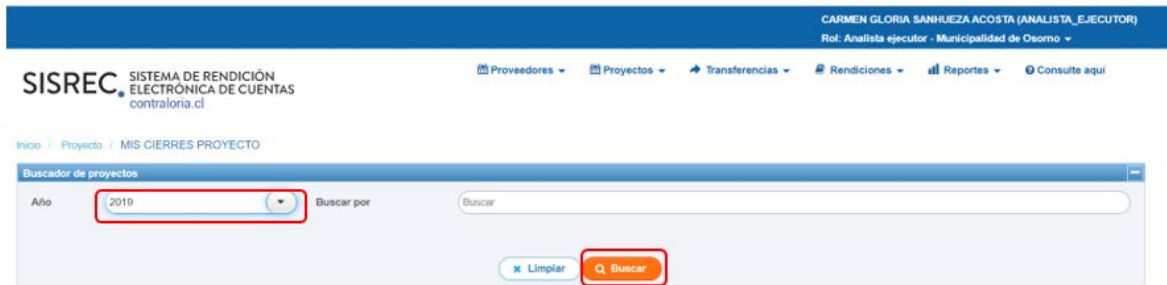 CARMEN GLORIA SANHUEZA ACOSTA (ANALISTA_EJECUTOR)
Rol: Analista ejecutor - Municipalidad de Osorno
SISREC. SISTEMA DE RENDICIÓN
ELECTRÓNICA DE CUENTAS
contraloria.cl
Proveedores Proyectos Transferencias Rendiciones Reportes Consulte aquí
Inicio / Proyecto / MIS CIERRES PROYECTO
Buscador de proyectos
Año 2019 Buscar por Buscar
Limpiar Buscar